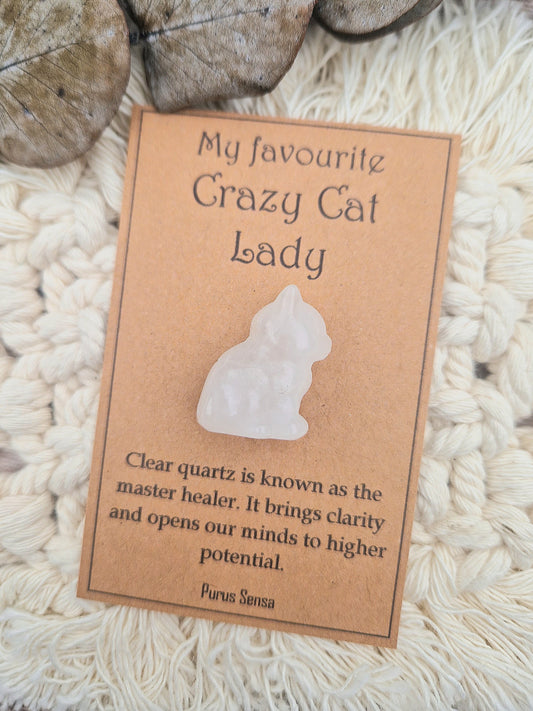 My favourite
Crazy Cat
Lady
Clear quartz is known as the
master healer. It brings clarity
and opens our minds to higher
potential.
Purus Sensa